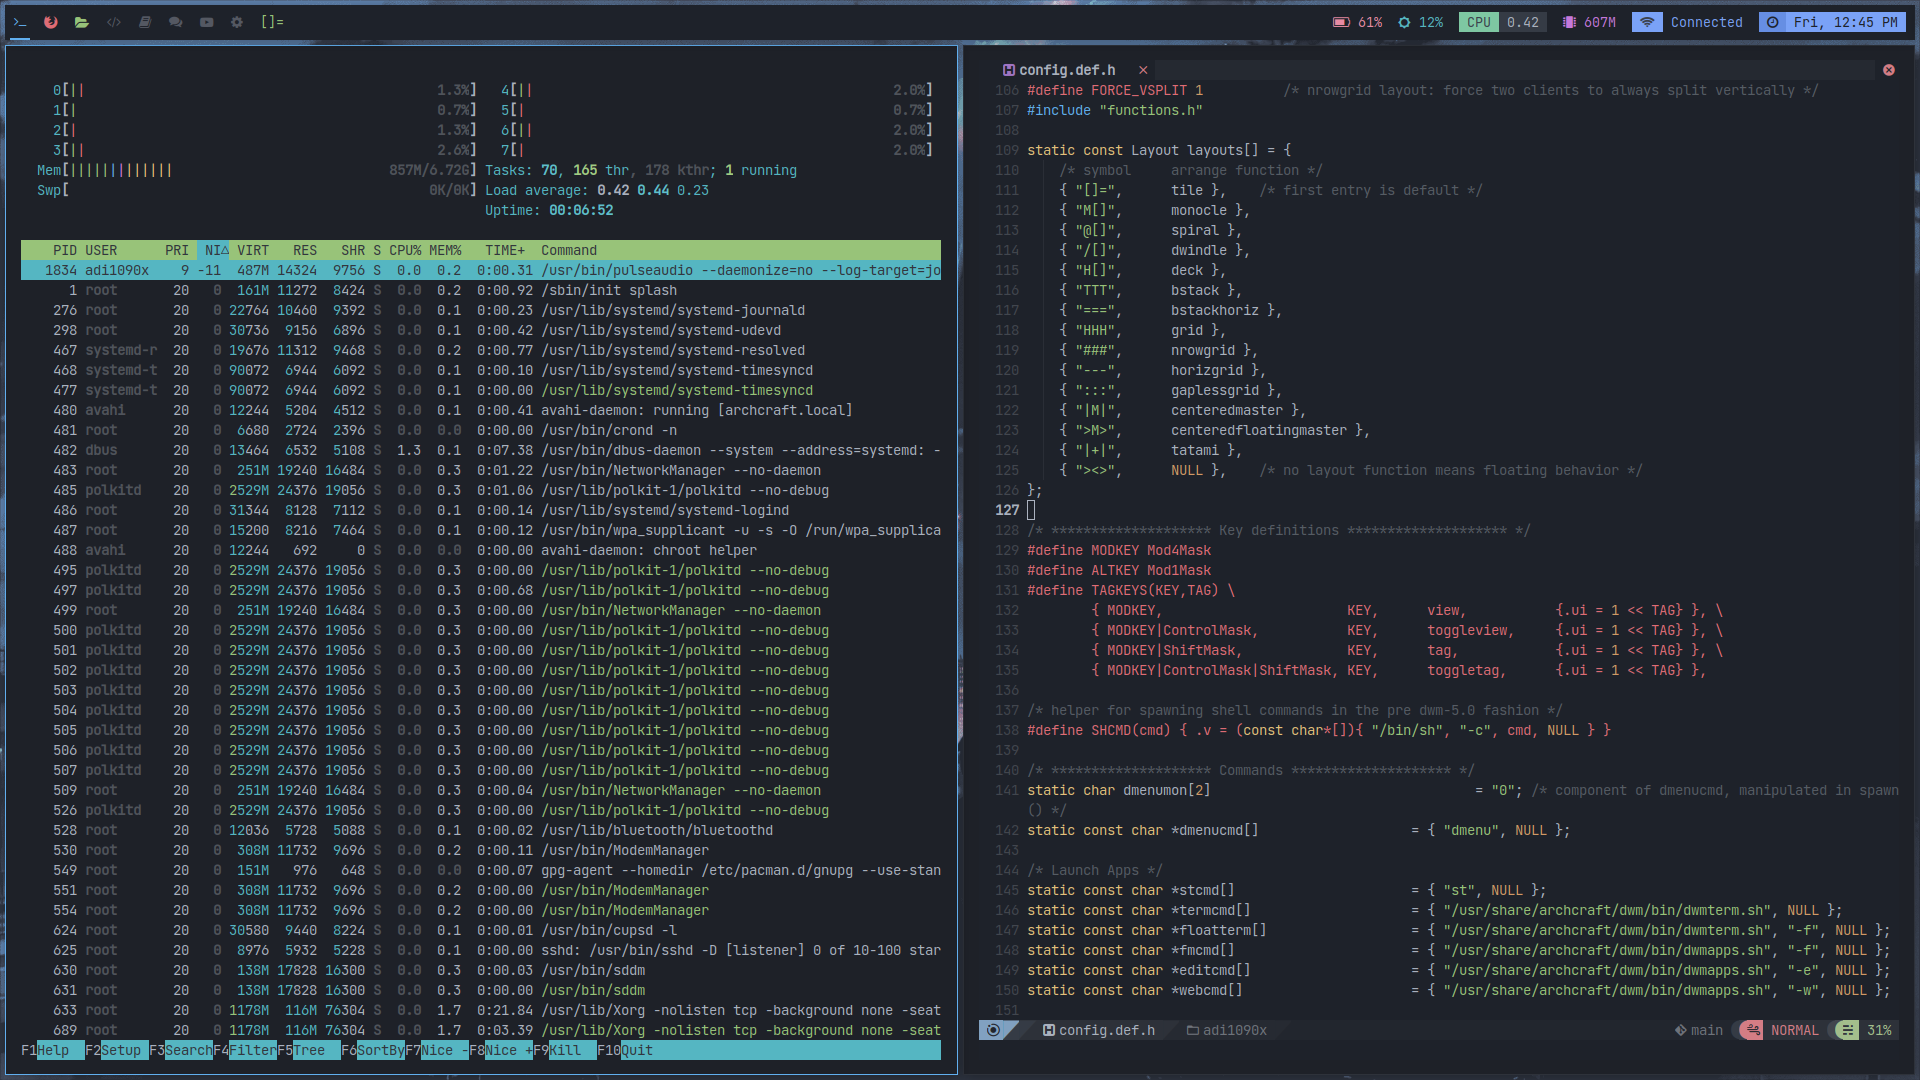 >_ </> []= 61% 12% CPU 0.42 607M Connected Fri, 12:45 PM
0[|| 1.3%] 4[|| 2.0%]
1[| 0.7%] 5[| 0.7%]
2[| 1.3%] 6[|| 2.0%]
3[|| 2.6%] 7[| 2.0%]
Mem[||||||||||||| 857M/6.72G] Tasks: 70, 165 thr, 178 kthr; 1 running
Swp[ 0K/0K] Load average: 0.42 0.44 0.23
Uptime: 00:06:52
PID USER PRI NI△ VIRT RES SHR S CPU% MEM% TIME+ Command
1834 adi1090x 9 -11 487M 14324 9756 S 0.0 0.2 0:00.31 /usr/bin/pulseaudio --daemonize=no --log-target=jo
1 root 20 0 161M 11272 8424 S 0.0 0.2 0:00.92 /sbin/init splash
276 root 20 0 22764 10460 9392 S 0.0 0.1 0:00.23 /usr/lib/systemd/systemd-journald
298 root 20 0 30736 9156 6896 S 0.0 0.1 0:00.42 /usr/lib/systemd/systemd-udevd
467 systemd-r 20 0 19676 11312 9468 S 0.0 0.2 0:00.77 /usr/lib/systemd/systemd-resolved
468 systemd-t 20 0 90072 6944 6092 S 0.0 0.1 0:00.10 /usr/lib/systemd/systemd-timesyncd
477 systemd-t 20 0 90072 6944 6092 S 0.0 0.1 0:00.00 /usr/lib/systemd/systemd-timesyncd
480 avahi 20 0 12244 5204 4512 S 0.0 0.1 0:00.41 avahi-daemon: running [archcraft.local]
481 root 20 0 6680 2724 2396 S 0.0 0.0 0:00.00 /usr/bin/crond -n
482 dbus 20 0 13464 6532 5108 S 1.3 0.1 0:07.38 /usr/bin/dbus-daemon --system --address=systemd: -
483 root 20 0 251M 19240 16484 S 0.0 0.3 0:01.22 /usr/bin/NetworkManager --no-daemon
485 polkitd 20 0 2529M 24376 19056 S 0.0 0.3 0:01.06 /usr/lib/polkit-1/polkitd --no-debug
486 root 20 0 31344 8128 7112 S 0.0 0.1 0:00.10 /usr/lib/systemd/systemd-logind
487 root 20 0 15200 8216 7464 S 0.0 0.1 0:00.12 /usr/bin/wpa_supplicant -u -s -O /run/wpa_supplica
488 avahi 20 0 12244 692 0 S 0.0 0.0 0:00.00 avahi-daemon: chroot helper
495 polkitd 20 0 2529M 24376 19056 S 0.0 0.3 0:00.00 /usr/lib/polkit-1/polkitd --no-debug
497 polkitd 20 0 2529M 24376 19056 S 0.0 0.3 0:00.68 /usr/lib/polkit-1/polkitd --no-debug
499 root 20 0 251M 19240 16484 S 0.0 0.3 0:00.00 /usr/bin/NetworkManager --no-daemon
500 polkitd 20 0 2529M 24376 19056 S 0.0 0.3 0:00.00 /usr/lib/polkit-1/polkitd --no-debug
501 polkitd 20 0 2529M 24376 19056 S 0.0 0.3 0:00.00 /usr/lib/polkit-1/polkitd --no-debug
502 polkitd 20 0 2529M 24376 19056 S 0.0 0.3 0:00.00 /usr/lib/polkit-1/polkitd --no-debug
503 polkitd 20 0 2529M 24376 19056 S 0.0 0.3 0:00.00 /usr/lib/polkit-1/polkitd --no-debug
504 polkitd 20 0 2529M 24376 19056 S 0.0 0.3 0:00.00 /usr/lib/polkit-1/polkitd --no-debug
505 polkitd 20 0 2529M 24376 19056 S 0.0 0.3 0:00.00 /usr/lib/polkit-1/polkitd --no-debug
506 polkitd 20 0 2529M 24376 19056 S 0.0 0.3 0:00.00 /usr/lib/polkit-1/polkitd --no-debug
507 polkitd 20 0 2529M 24376 19056 S 0.0 0.3 0:00.00 /usr/lib/polkit-1/polkitd --no-debug
509 root 20 0 251M 19240 16484 S 0.0 0.3 0:00.04 /usr/bin/NetworkManager --no-daemon
526 polkitd 20 0 2529M 24376 19056 S 0.0 0.3 0:00.00 /usr/lib/polkit-1/polkitd --no-debug
528 root 20 0 12036 5728 5088 S 0.0 0.1 0:00.02 /usr/lib/bluetooth/bluetoothd
530 root 20 0 308M 11732 9696 S 0.0 0.2 0:00.11 /usr/bin/ModemManager
549 root 20 0 151M 976 648 S 0.0 0.0 0:00.07 gpg-agent --homedir /etc/pacman.d/gnupg --use-stan
551 root 20 0 308M 11732 9696 S 0.0 0.2 0:00.00 /usr/bin/ModemManager
554 root 20 0 308M 11732 9696 S 0.0 0.2 0:00.00 /usr/bin/ModemManager
624 root 20 0 30580 9440 8224 S 0.0 0.1 0:00.01 /usr/bin/cupsd -l
625 root 20 0 8976 5932 5228 S 0.0 0.1 0:00.00 sshd: /usr/bin/sshd -D [listener] 0 of 10-100 star
630 root 20 0 138M 17828 16300 S 0.0 0.3 0:00.03 /usr/bin/sddm
631 root 20 0 138M 17828 16300 S 0.0 0.3 0:00.00 /usr/bin/sddm
633 root 20 0 1178M 116M 76304 S 0.0 1.7 0:21.84 /usr/lib/Xorg -nolisten tcp -background none -seat
689 root 20 0 1178M 116M 76304 S 0.0 1.7 0:03.39 /usr/lib/Xorg -nolisten tcp -background none -seat
F1Help F2Setup F3SearchF4FilterF5Tree F6SortByF7Nice -F8Nice +F9Kill F10Quit
config.def.h
106 #define FORCE_VSPLIT 1 /* nrowgrid layout: force two clients to always split vertically */
107 #include "functions.h"
108
109 static const Layout layouts[] = {
110 /* symbol arrange function */
111 { "[]=", tile }, /* first entry is default */
112 { "M[]", monocle },
113 { "@[]", spiral },
114 { "/[]", dwindle },
115 { "H[]", deck },
116 { "TTT", bstack },
117 { "===", bstackhoriz },
118 { "HHH", grid },
119 { "###", nrowgrid },
120 { "---", horizgrid },
121 { ":::", gaplessgrid },
122 { "|M|", centeredmaster },
123 { ">M>", centeredfloatingmaster },
124 { "|+|", tatami },
125 { "><>", NULL }, /* no layout function means floating behavior */
126 };
127
128 /* ******************** Key definitions ******************** */
129 #define MODKEY Mod4Mask
130 #define ALTKEY Mod1Mask
131 #define TAGKEYS(KEY,TAG) \
132 { MODKEY, KEY, view, {.ui = 1 << TAG} }, \
133 { MODKEY|ControlMask, KEY, toggleview, {.ui = 1 << TAG} }, \
134 { MODKEY|ShiftMask, KEY, tag, {.ui = 1 << TAG} }, \
135 { MODKEY|ControlMask|ShiftMask, KEY, toggletag, {.ui = 1 << TAG} },
136
137 /* helper for spawning shell commands in the pre dwm-5.0 fashion */
138 #define SHCMD(cmd) { .v = (const char*[]){ "/bin/sh", "-c", cmd, NULL } }
139
140 /* ******************** Commands ******************** */
141 static char dmenumon[2] = "0"; /* component of dmenucmd, manipulated in spawn
() */
142 static const char *dmenucmd[] = { "dmenu", NULL };
143
144 /* Launch Apps */
145 static const char *stcmd[] = { "st", NULL };
146 static const char *termcmd[] = { "/usr/share/archcraft/dwm/bin/dwmterm.sh", NULL };
147 static const char *floatterm[] = { "/usr/share/archcraft/dwm/bin/dwmterm.sh", "-f", NULL };
148 static const char *fmcmd[] = { "/usr/share/archcraft/dwm/bin/dwmapps.sh", "-f", NULL };
149 static const char *editcmd[] = { "/usr/share/archcraft/dwm/bin/dwmapps.sh", "-e", NULL };
150 static const char *webcmd[] = { "/usr/share/archcraft/dwm/bin/dwmapps.sh", "-w", NULL };
151
config.def.h adi1090x main NORMAL 31%